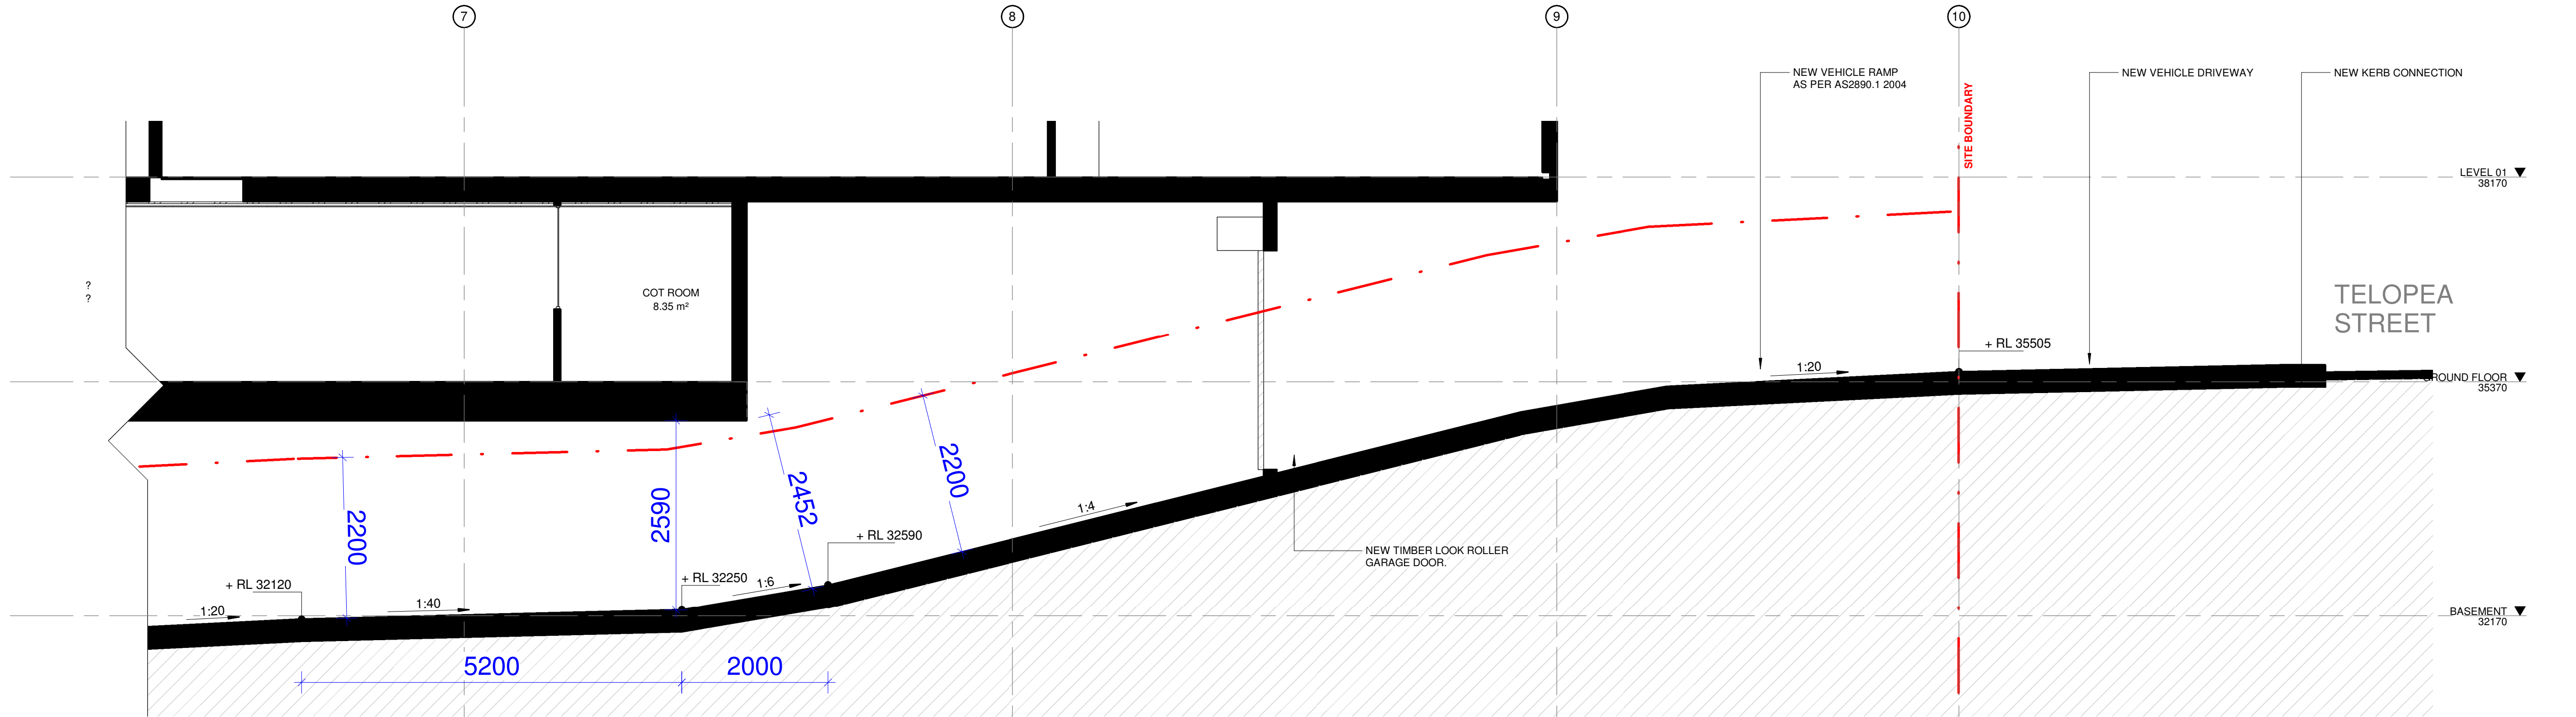 7
8
9
10
NEW VEHICLE RAMP
AS PER AS2890.1 2004
SITE BOUNDARY
NEW VEHICLE DRIVEWAY
NEW KERB CONNECTION
LEVEL 01
38170
?
?
COT ROOM
8.35 m²
TELOPEA
STREET
+ RL 35505
1:20
GROUND FLOOR
35370
2200
2590
2452
2200
1:4
+ RL 32590
NEW TIMBER LOOK ROLLER
GARAGE DOOR.
+ RL 32120
+ RL 32250
1:6
1:20
1:40
BASEMENT
32170
5200
2000